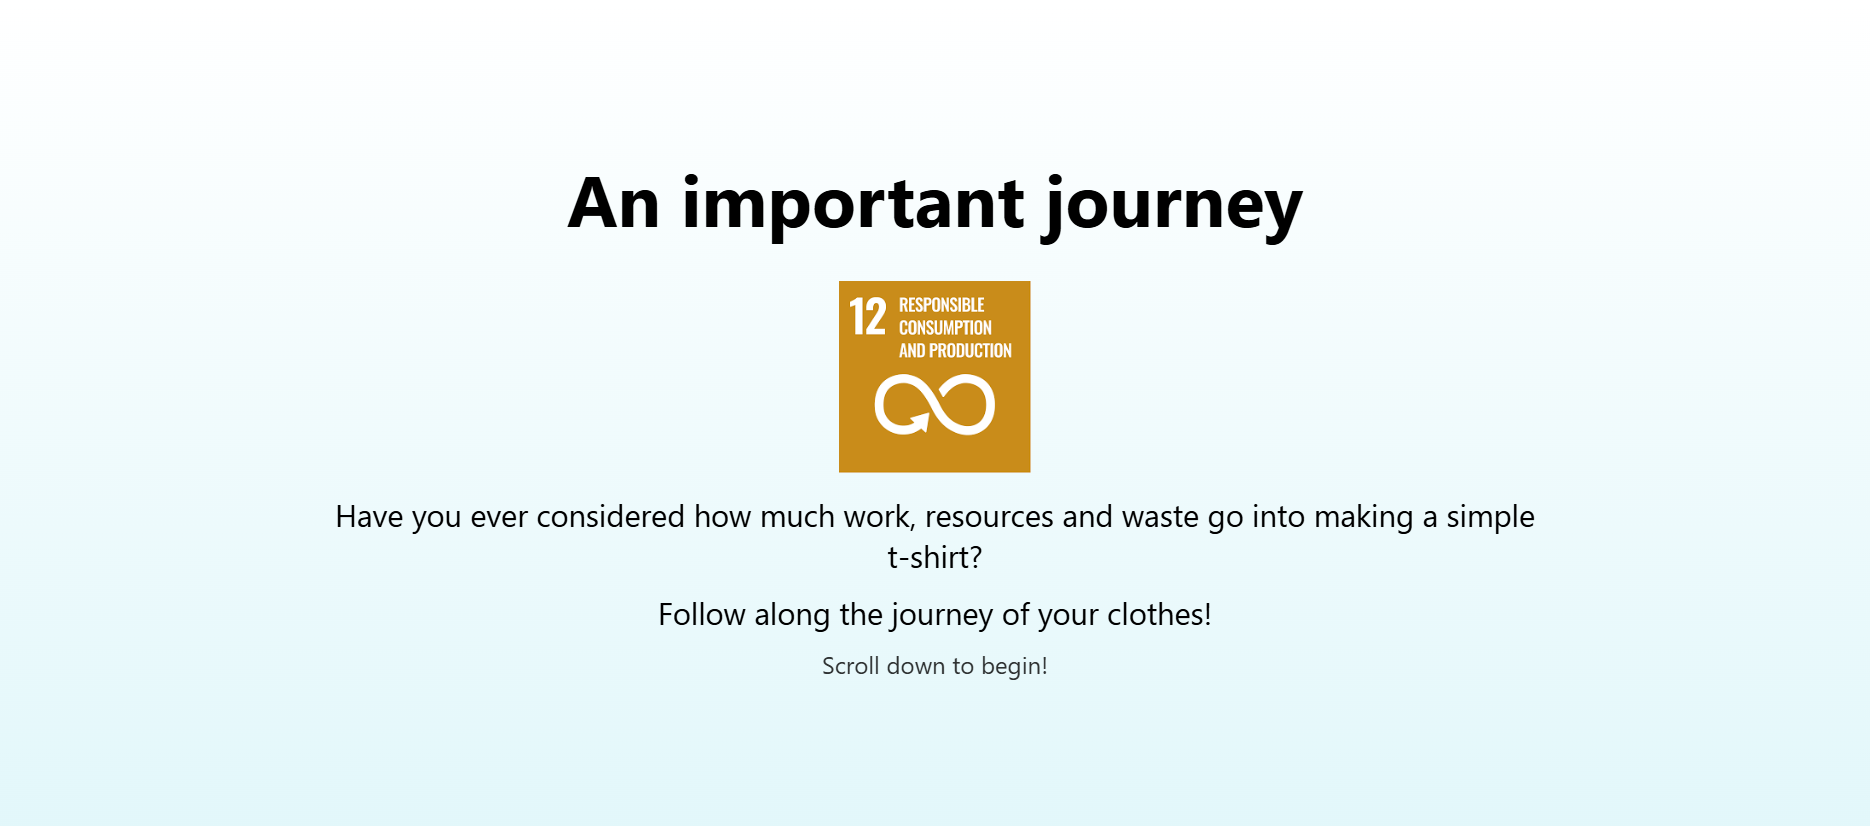 An important journey
12 RESPONSIBLE
CONSUMPTION
AND PRODUCTION
Have you ever considered how much work, resources and waste go into making a simple
t-shirt?
Follow along the journey of your clothes!
Scroll down to begin!